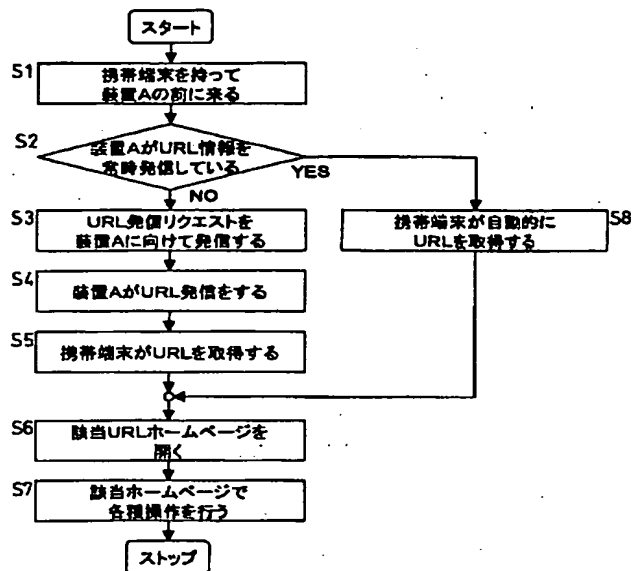 スタート
S1
携帯端末を持って
装置Aの前に来る
S2
装置AがURL情報を
常時発信している
YES
NO
S3
URL発信リクエストを
装置Aに向けて発信する
S8
携帯端末が自動的に
URLを取得する
S4
装置AがURL発信をする
S5
携帯端末がURLを取得する
S6
該当URLホームページを
開く
S7
該当ホームページで
各種操作を行う
ストップ